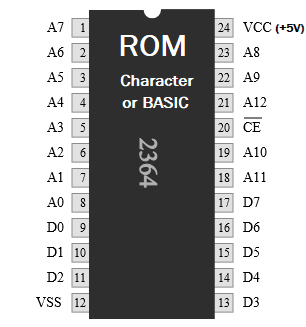 A7 1 ROM 24 VCC (+5V)
A6 2 23 A8
A5 3 Character 22 A9
A4 4 or BASIC 21 A12
A3 5 20 C̅E̅
A2 6 2364 19 A10
A1 7 18 A11
A0 8 17 D7
D0 9 16 D6
D1 10 15 D5
D2 11 14 D4
VSS 12 13 D3